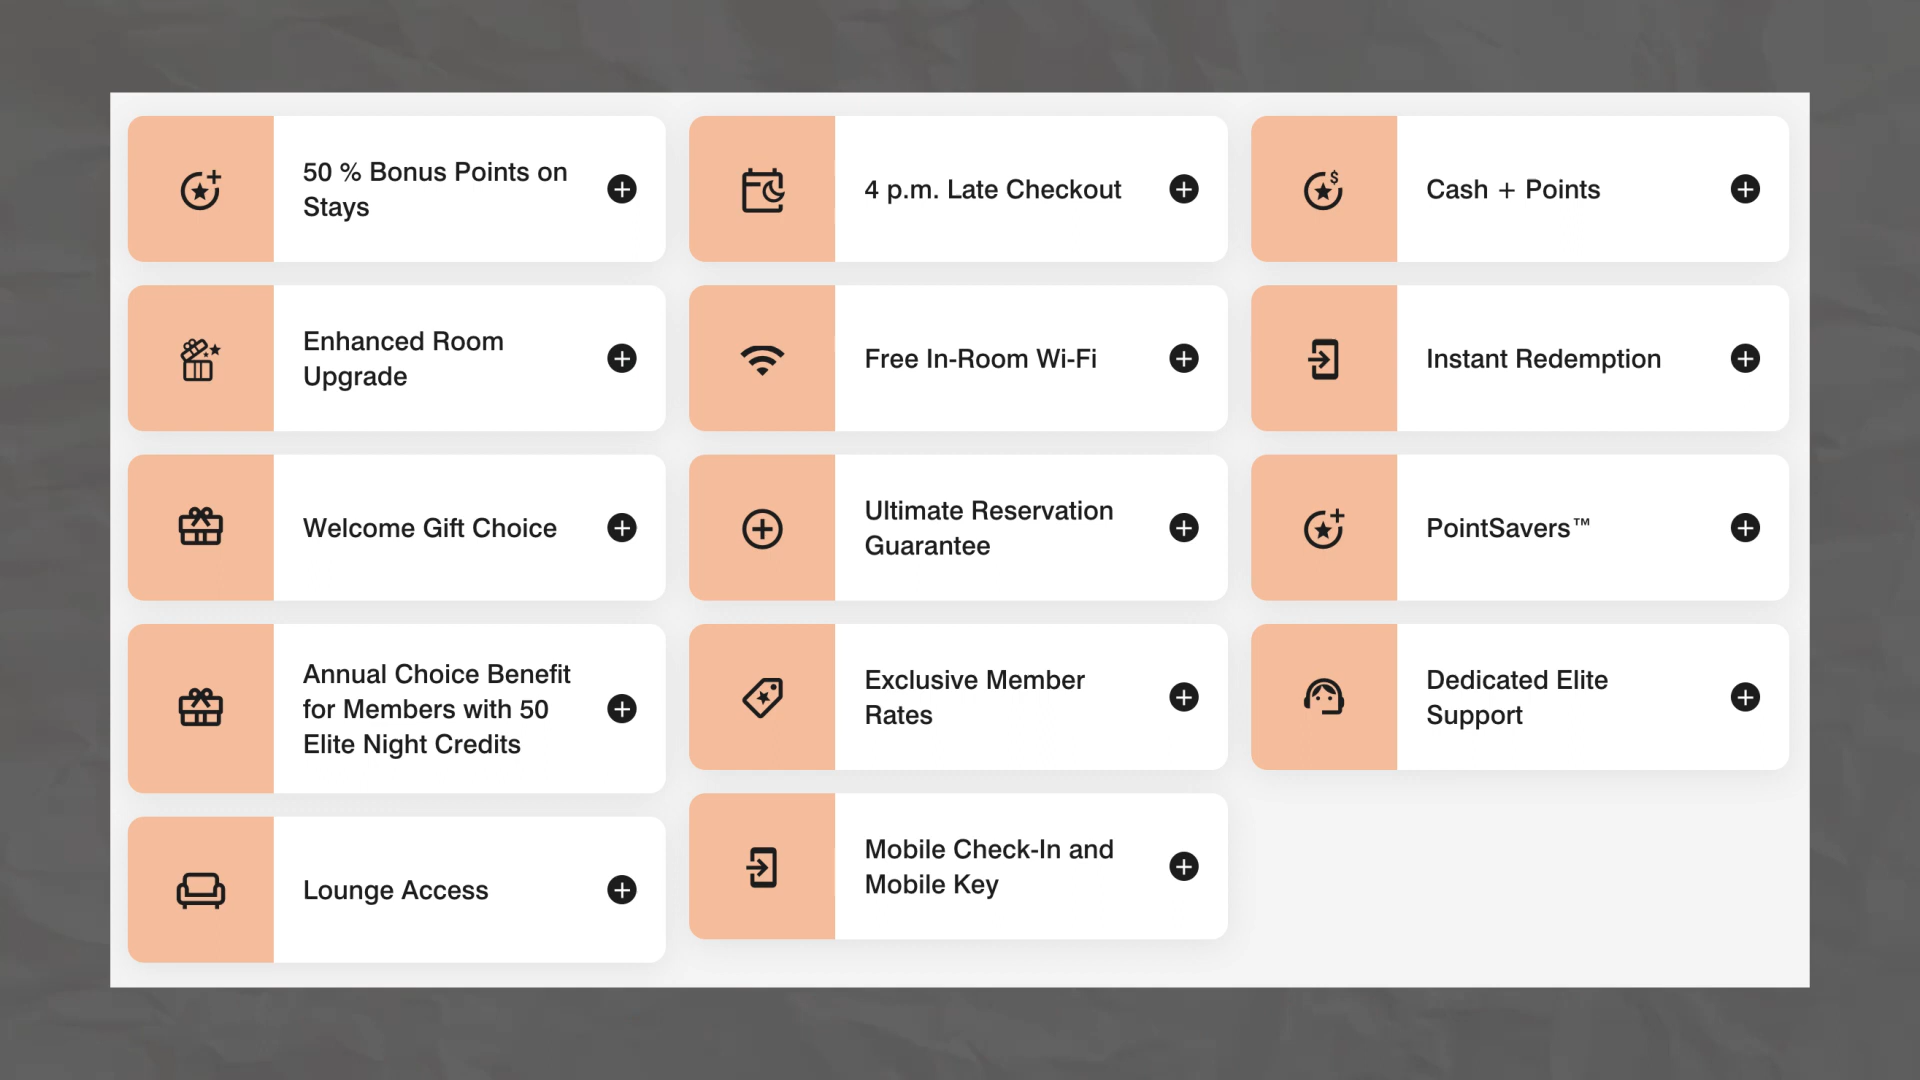 50 % Bonus Points on
Stays
Enhanced Room
Upgrade
Welcome Gift Choice
Annual Choice Benefit
for Members with 50
Elite Night Credits
Lounge Access
4 p.m. Late Checkout
Free In-Room Wi-Fi
Ultimate Reservation
Guarantee
Exclusive Member
Rates
Mobile Check-In and
Mobile Key
Cash + Points
Instant Redemption
PointSavers™
Dedicated Elite
Support